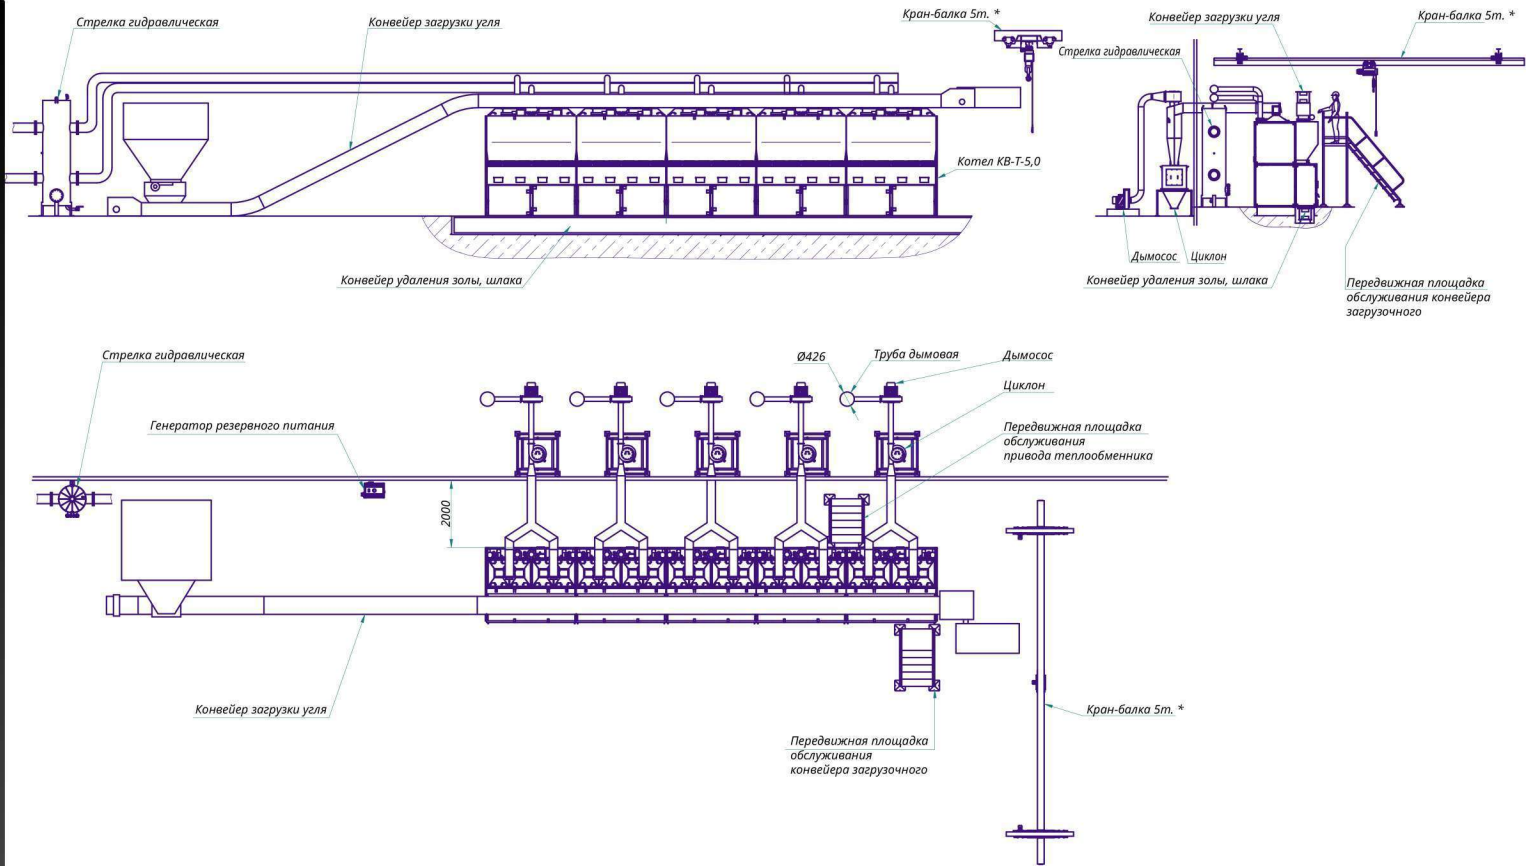 Стрелка гидравлическая
Конвейер загрузки угля
Кран-балка 5т. *
Котел КВ-Т-5,0
Конвейер удаления золы, шлака
Конвейер загрузки угля
Кран-балка 5т. *
Стрелка гидравлическая
Дымосос
Циклон
Конвейер удаления золы, шлака
Передвижная площадка
обслуживания конвейера
загрузочного
Стрелка гидравлическая
Генератор резервного питания
Ø426
Труба дымовая
Дымосос
Циклон
Передвижная площадка
обслуживания
привода теплообменника
2000
Конвейер загрузки угля
Кран-балка 5т. *
Передвижная площадка
обслуживания
конвейера загрузочного